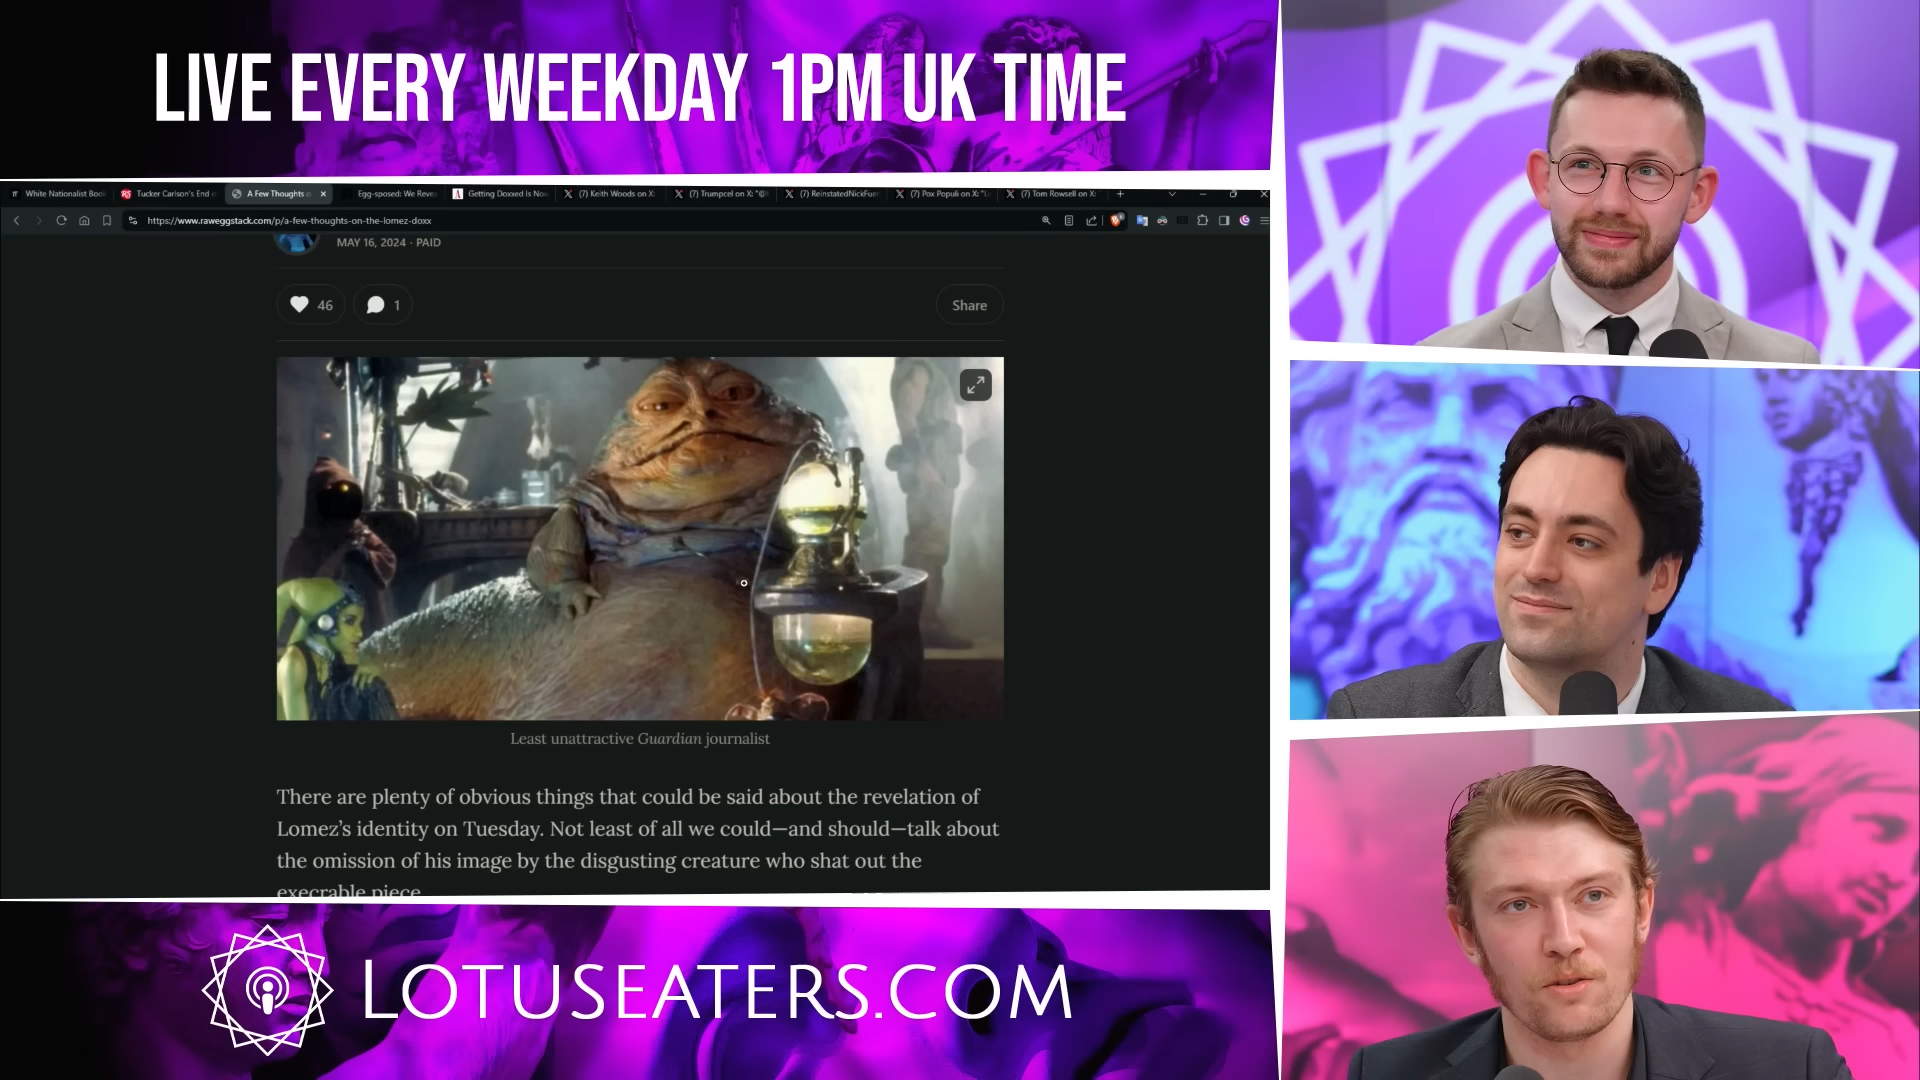 LIVE EVERY WEEKDAY 1PM UK TIME
White Nationalist Book
Tucker Carlson's End o
A Few Thoughts o
Egg-sposed: We Revea
Getting Doxxed Is Now
(7) Keith Woods on X:
(7) Trumpcel on X: "@
(7) ReinstatedNickFuen
(7) Pox Populi on X: "L
(7) Tom Rowsell on X:
https://www.raweggstack.com/p/a-few-thoughts-on-the-lomez-doxx
MAY 16, 2024 · PAID
46
1
Share
Least unattractive Guardian journalist
There are plenty of obvious things that could be said about the revelation of
Lomez’s identity on Tuesday. Not least of all we could—and should—talk about
the omission of his image by the disgusting creature who shat out the
execrable piece
LOTUSEATERS.COM